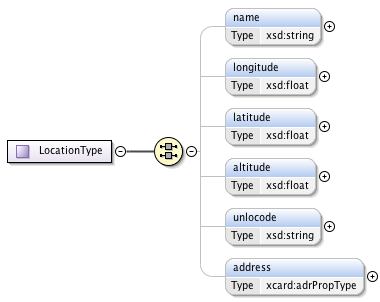 name
Type xsd:string
longitude
Type xsd:float
latitude
Type xsd:float
LocationType
altitude
Type xsd:float
unlocode
Type xsd:string
address
Type xcard:adrPropType